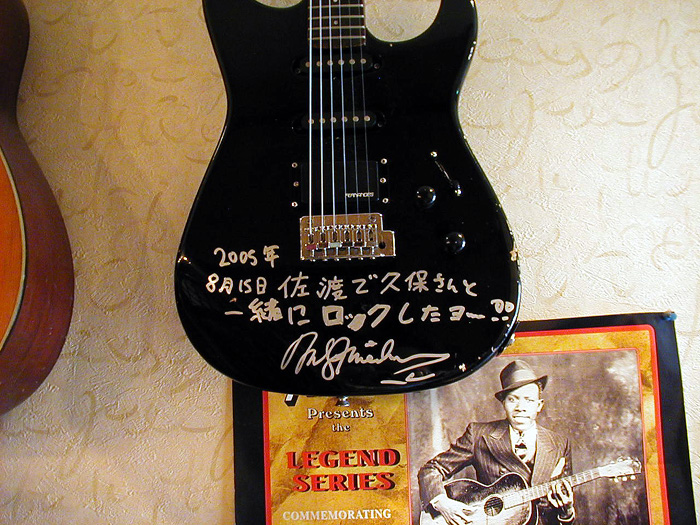 FERNANDES
2005年
8月15日 佐渡で久保さんと
一緒にロックしたヨー!!
Presents
the
LEGEND
SERIES
COMMEMORATING